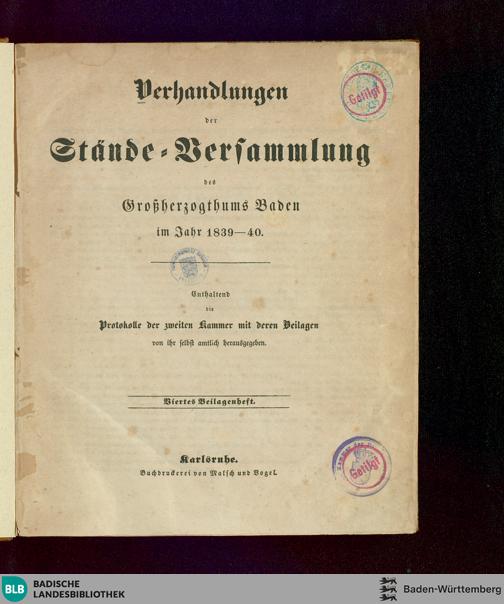 Verhandlungen
der
Stände-Versammlung
des
Großherzogthums Baden
im Jahr 1839—40.
Enthaltend
die
Protokolle der zweiten Kammer mit deren Beilagen
von ihr selbst amtlich herausgegeben.
Viertes Beilagenheft.
Karlsruhe.
Buchdruckerei von Malsch und Vogel.
Getilgt
Getilgt
BLB
BADISCHE
LANDESBIBLIOTHEK
Baden-Württemberg